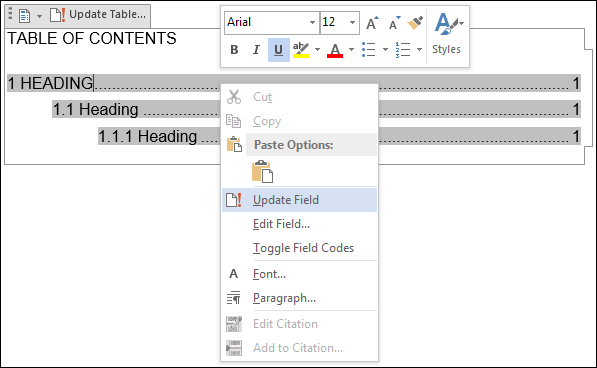 Update Table...
Arial 12 A A
B I U ab A Styles
TABLE OF CONTENTS
1 HEADING........................................................................................................ 1
1.1 Heading ............................................................................................... 1
1.1.1 Heading ..................................................................................... 1
Cut
Copy
Paste Options:
Update Field
Edit Field...
Toggle Field Codes
A Font...
Paragraph...
Edit Citation
Add to Citation...